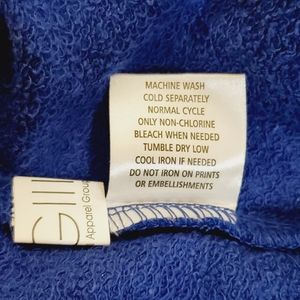 MACHINE WASH
COLD SEPARATELY
NORMAL CYCLE
ONLY NON-CHLORINE
BLEACH WHEN NEEDED
TUMBLE DRY LOW
COOL IRON IF NEEDED
DO NOT IRON ON PRINTS
OR EMBELLISHMENTS
GIII
Apparel Group